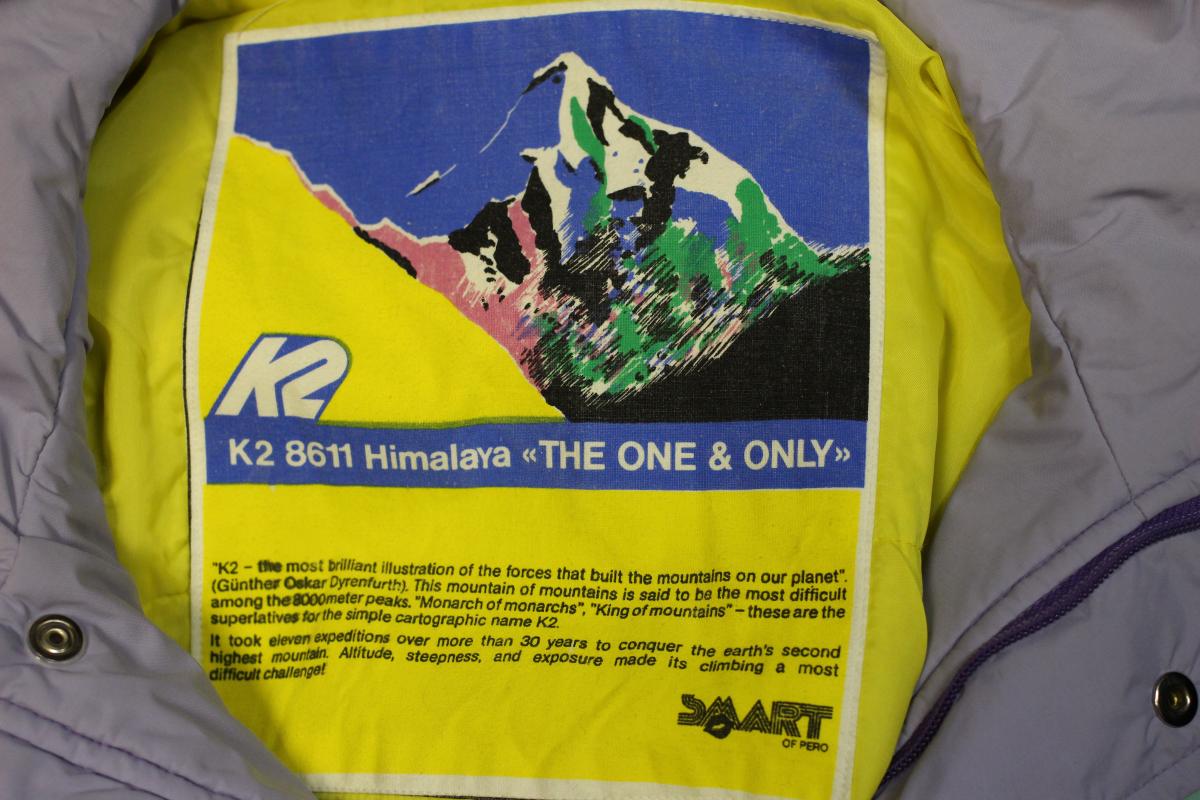 K2
K2 8611 Himalaya «THE ONE & ONLY»
"K2 – the most brilliant illustration of the forces that built the mountains on our planet".
(Günther Oskar Dyrenfurth). This mountain of mountains is said to be the most difficult
among the 8000 meter peaks. "Monarch of monarchs", "King of mountains" – these are the
superlatives for the simple cartographic name K2.
It took eleven expeditions over more than 30 years to conquer the earth's second
highest mountain. Altitude, steepness, and exposure made its climbing a most
difficult challenge!
SMART
OF PERO